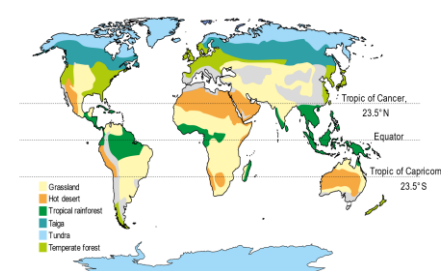 Tropic of Cancer,
23.5°N
Equator
Tropic of Capricorn
23.5°S
Grassland
Hot desert
Tropical rainforest
Taiga
Tundra
Temperate forest